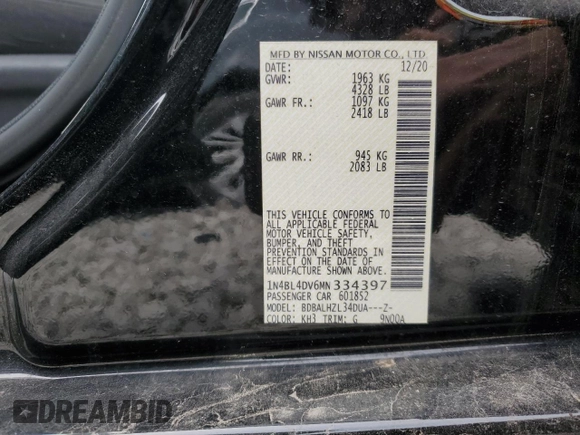 MFD BY NISSAN MOTOR CO., LTD
DATE: 12/20
GVWR: 1963 KG
4328 LB
GAWR FR.: 1097 KG
2418 LB
GAWR RR.: 945 KG
2083 LB
THIS VEHICLE CONFORMS TO
ALL APPLICABLE FEDERAL
MOTOR VEHICLE SAFETY,
BUMPER, AND THEFT
PREVENTION STANDARDS IN
EFFECT ON THE DATE OF
MANUFACTURE SHOWN ABOVE.
1N4BL4DV6MN334397
PASSENGER CAR 601852
MODEL: BDBALHZL34DUA---Z-
COLOR: KH3 TRIM: G 9N00A
DREAMBID